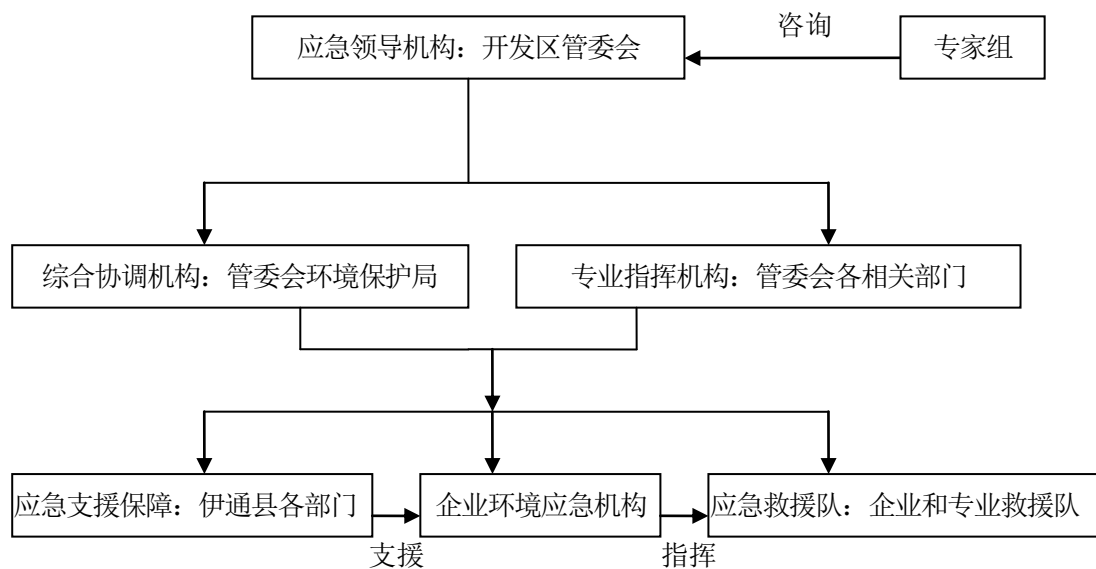 咨询
应急领导机构：开发区管委会
专家组
综合协调机构：管委会环境保护局
专业指挥机构：管委会各相关部门
应急支援保障：伊通县各部门
企业环境应急机构
应急救援队：企业和专业救援队
支援
指挥